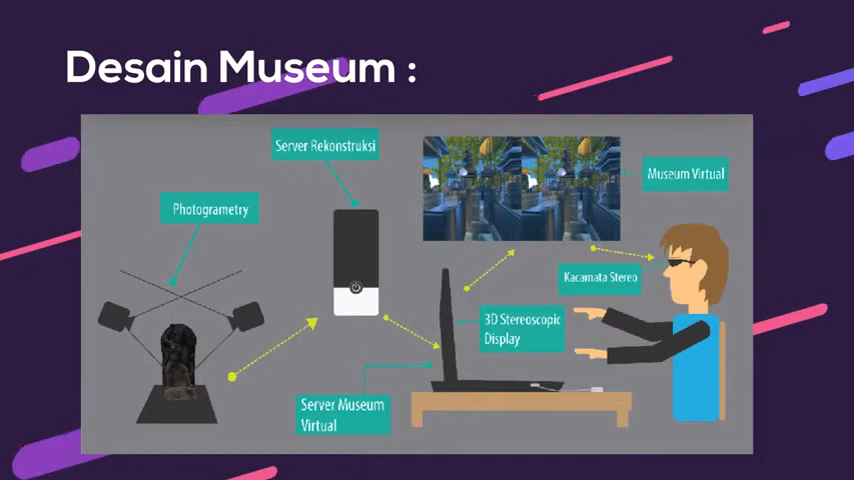 Desain Museum :
Server Rekonstruksi
Museum Virtual
Photogrametry
Kacamata Stereo
3D Stereoscopic
Display
Server Museum
Virtual